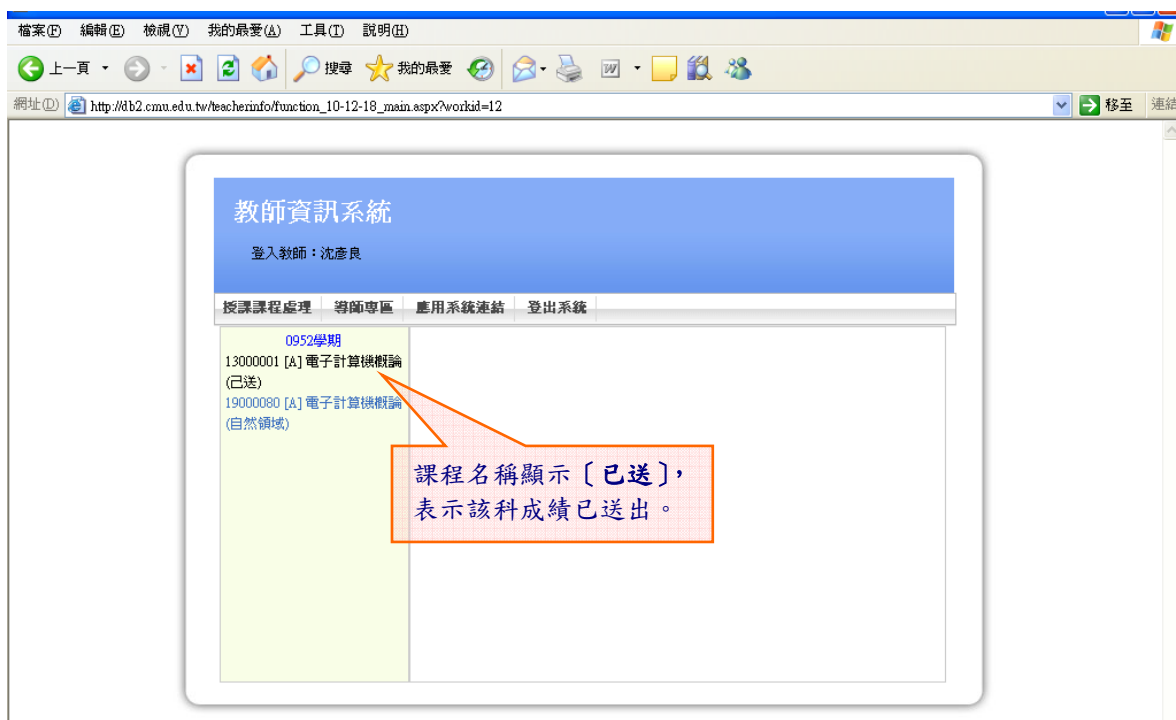 檔案(F) 編輯(E) 檢視(V) 我的最愛(A) 工具(T) 說明(H)
上一頁 搜尋 我的最愛
網址(D) http://db2.cmu.edu.tw/teacherinfo/function_10-12-18_main.aspx?workid=12 移至 連結
教師資訊系統
登入教師：沈彥良
授課課程處理 導師專區 應用系統連結 登出系統
0952學期
13000001 [A] 電子計算機概論
(已送)
19000080 [A] 電子計算機概論
(自然領域)
課程名稱顯示〔已送〕，
表示該科成績已送出。